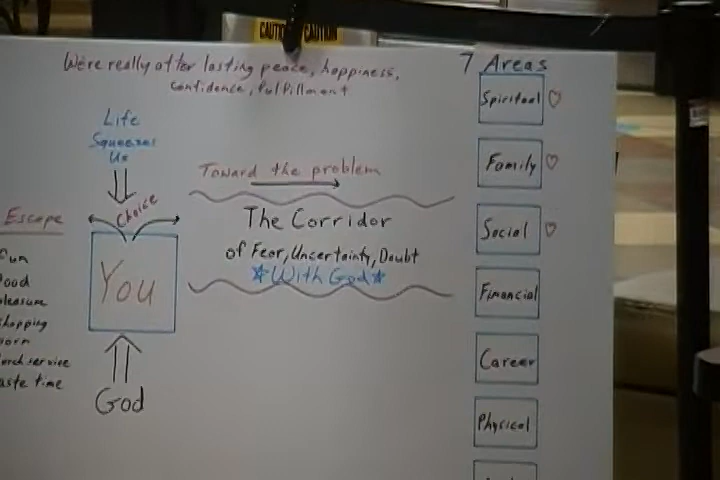 CAUTION CAUTION
We're really after lasting peace, happiness,
confidence, fulfillment
7 Areas
Life
Squeezes
Us
Choice
Toward the problem
The Corridor
of Fear, Uncertainty, Doubt
*With God*
Escape
You
God
Spiritual ♡
Family ♡
Social ♡
Financial
Career
Physical